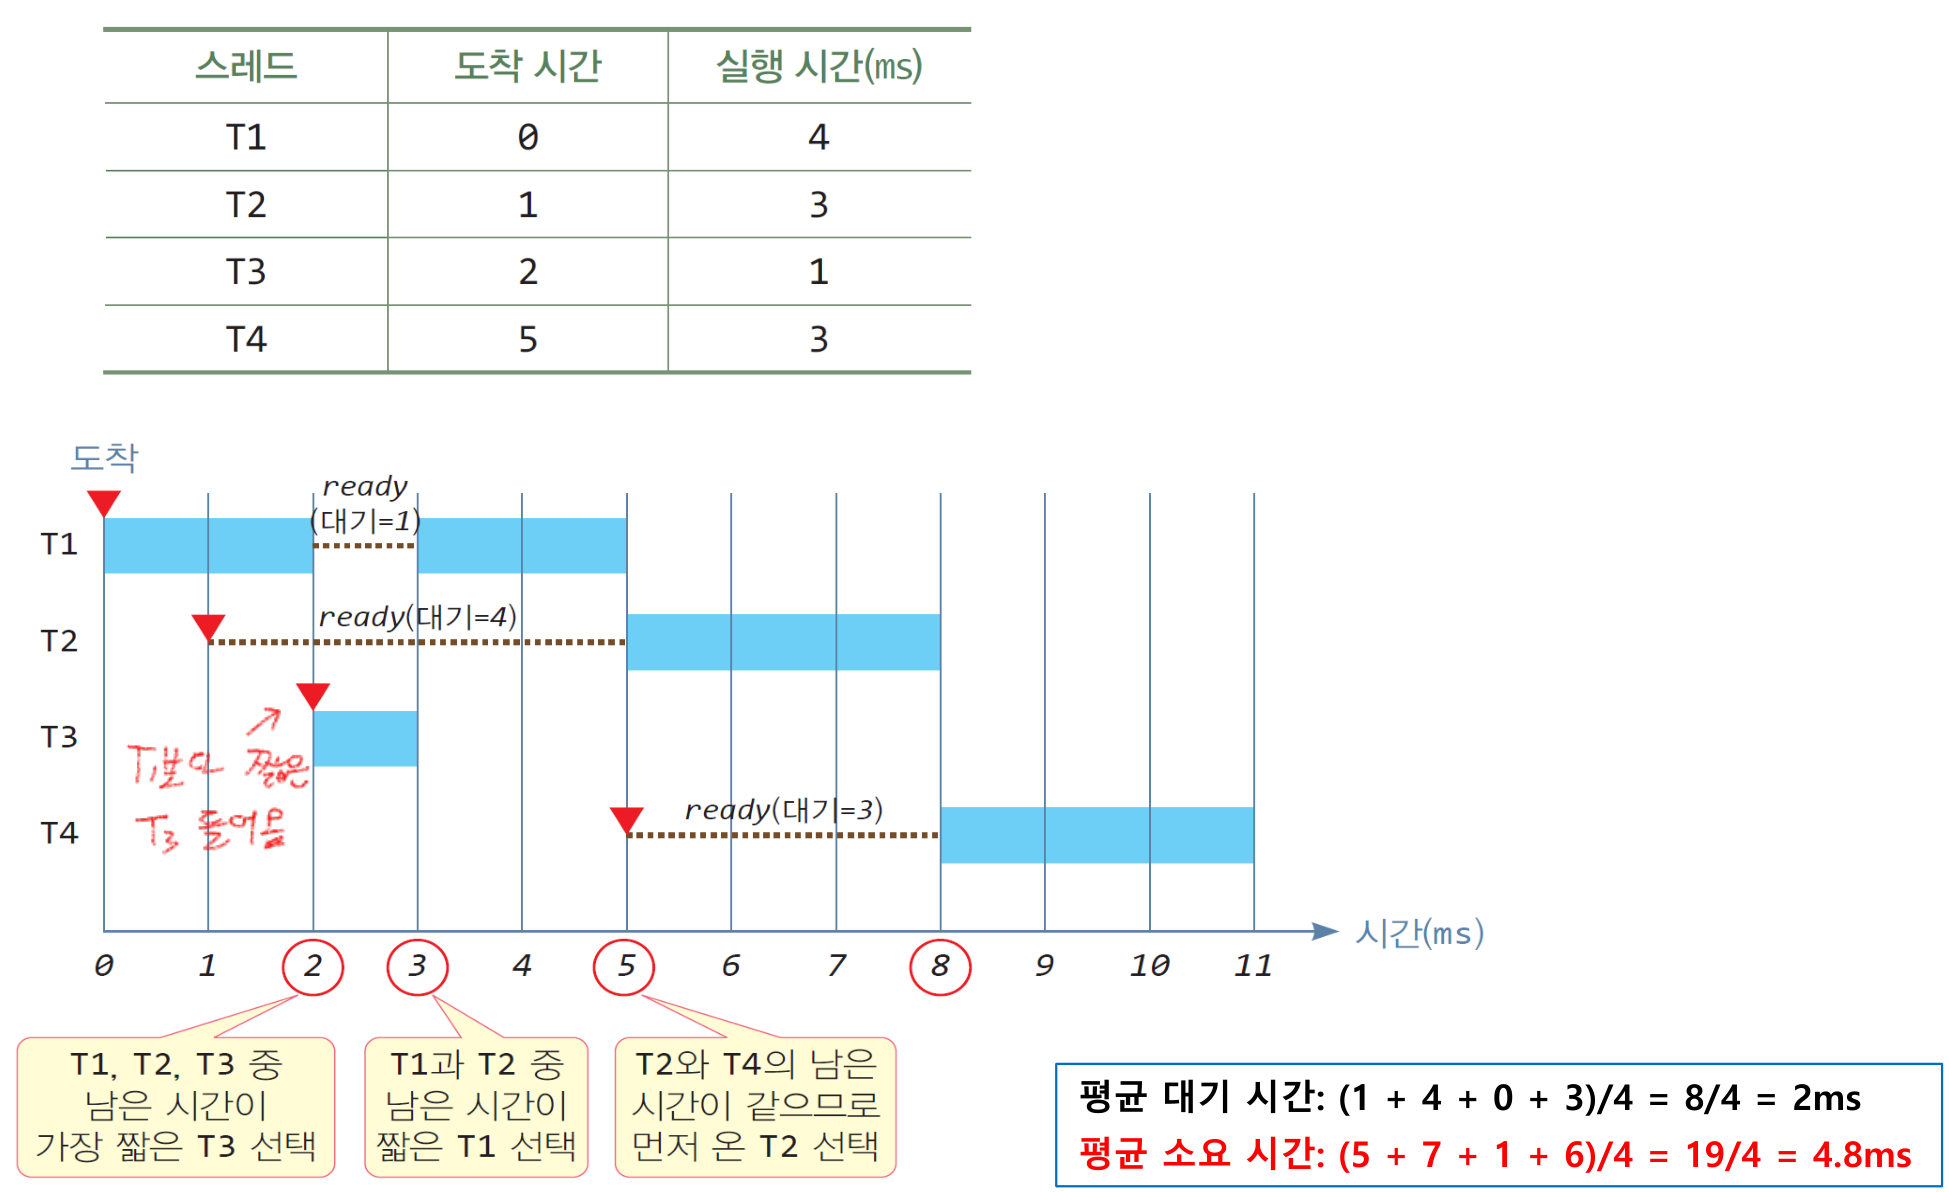 스레드 도착 시간 실행 시간(ms)
T1 0 4
T2 1 3
T3 2 1
T4 5 3
도착
ready
(대기=1)
T1
ready(대기=4)
T2
T3
T1보다 짧은
T3 들어옴
ready(대기=3)
T4
시간(ms)
0 1 2 3 4 5 6 7 8 9 10 11
T1, T2, T3 중
남은 시간이
가장 짧은 T3 선택
T1과 T2 중
남은 시간이
짧은 T1 선택
T2와 T4의 남은
시간이 같으므로
먼저 온 T2 선택
평균 대기 시간: (1 + 4 + 0 + 3)/4 = 8/4 = 2ms
평균 소요 시간: (5 + 7 + 1 + 6)/4 = 19/4 = 4.8ms